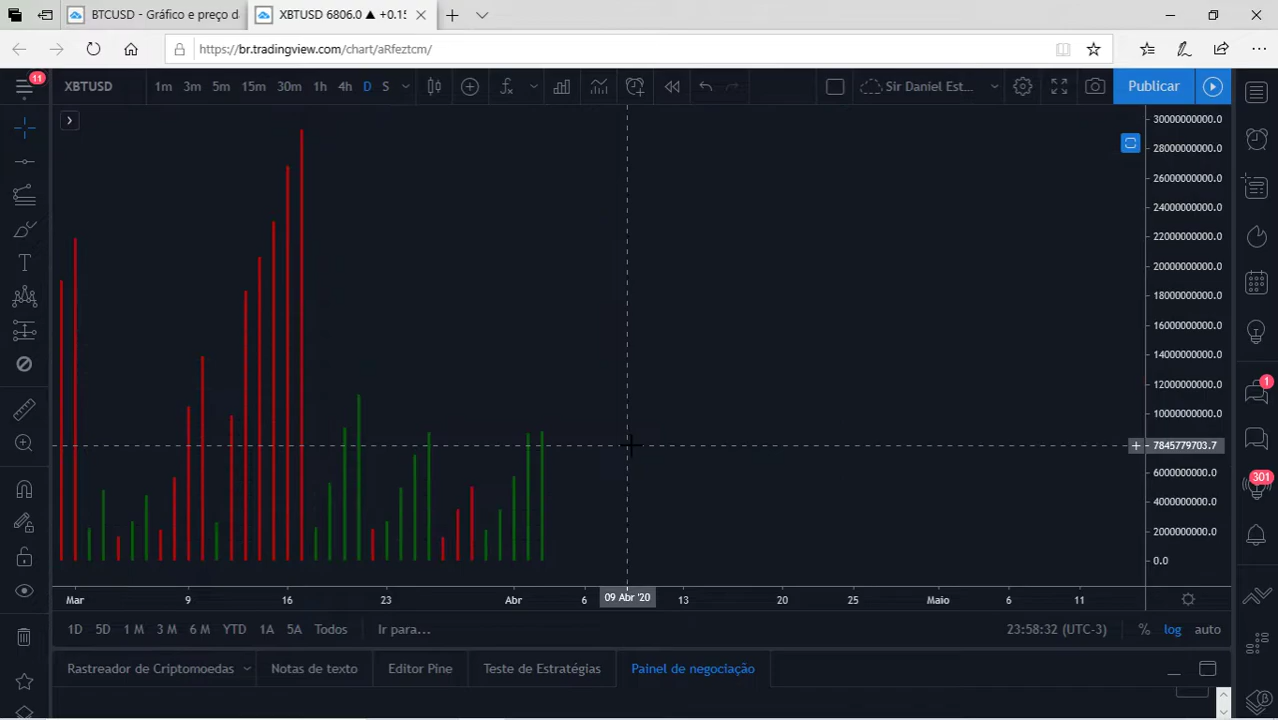 BTCUSD - Gráfico e preço d
XBTUSD 6806.0 ▲ +0.15
https://br.tradingview.com/chart/aRfeztcm/
11
XBTUSD
1m 3m 5m 15m 30m 1h 4h D S
Sir Daniel Est...
Publicar
30000000000.0
28000000000.0
26000000000.0
24000000000.0
22000000000.0
20000000000.0
18000000000.0
16000000000.0
14000000000.0
12000000000.0
10000000000.0
7845779703.7
6000000000.0
4000000000.0
2000000000.0
0.0
1
301
Mar 9 16 23 Abr 6 09 Abr '20 13 20 25 Maio 6 11
1D 5D 1 M 3 M 6 M YTD 1A 5A Todos Ir para... 23:58:32 (UTC-3) % log auto
Rastreador de Criptomoedas Notas de texto Editor Pine Teste de Estratégias Painel de negociação